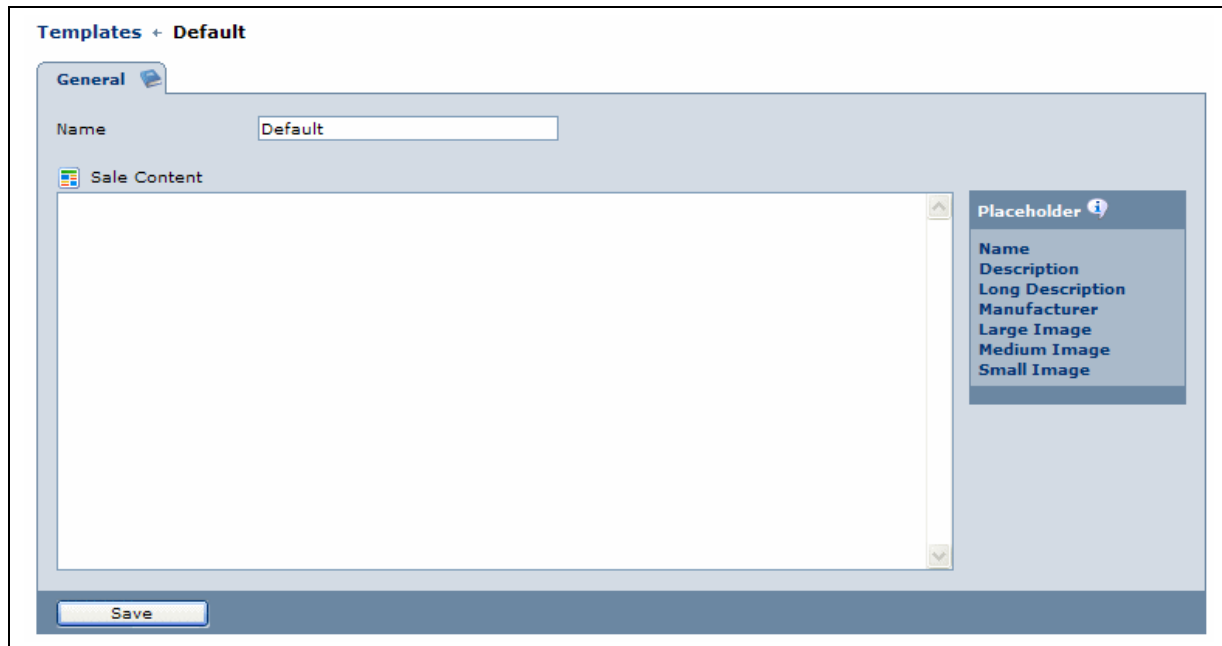 Templates ← Default
General
Name Default
Sale Content
Placeholder
Name
Description
Long Description
Manufacturer
Large Image
Medium Image
Small Image
Save